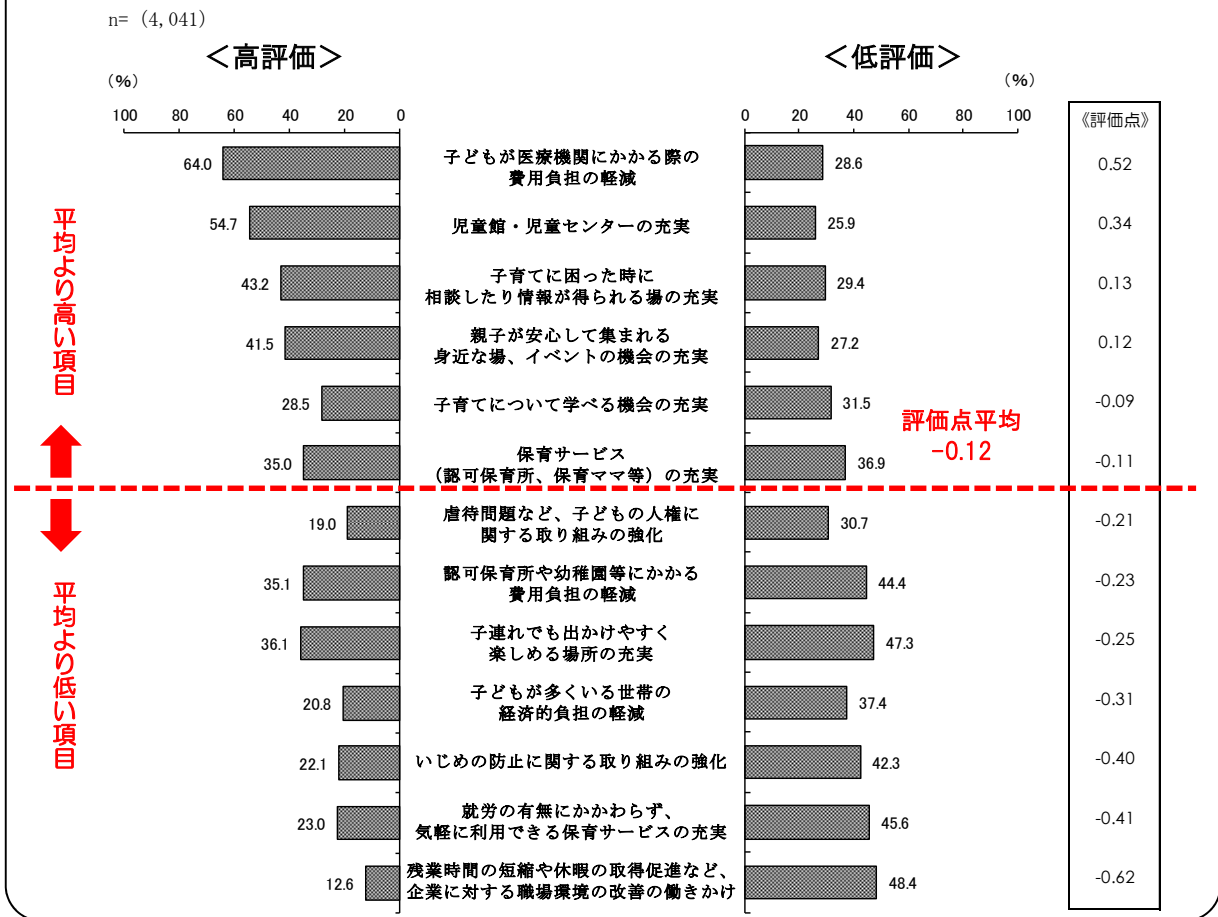 n= (4,041)
＜高評価＞ ＜低評価＞
(%) (%)
100 80 60 40 20 0 0 20 40 60 80 100 《評価点》
64.0 子どもが医療機関にかかる際の 28.6 0.52
費用負担の軽減
54.7 児童館・児童センターの充実 25.9 0.34
子育てに困った時に
43.2 相談したり情報が得られる場の充実 29.4 0.13
親子が安心して集まれる
41.5 身近な場、イベントの機会の充実 27.2 0.12
28.5 子育てについて学べる機会の充実 31.5 -0.09
保育サービス
35.0 （認可保育所、保育ママ等）の充実 36.9 -0.11
評価点平均
-0.12
平均より高い項目
19.0 虐待問題など、子どもの人権に 30.7 -0.21
関する取り組みの強化
35.1 認可保育所や幼稚園等にかかる 44.4 -0.23
費用負担の軽減
36.1 子連れでも出かけやすく 47.3 -0.25
楽しめる場所の充実
20.8 子どもが多くいる世帯の 37.4 -0.31
経済的負担の軽減
22.1 いじめの防止に関する取り組みの強化 42.3 -0.40
就労の有無にかかわらず、
23.0 気軽に利用できる保育サービスの充実 45.6 -0.41
残業時間の短縮や休暇の取得促進など、
12.6 企業に対する職場環境の改善の働きかけ 48.4 -0.62
平均より低い項目